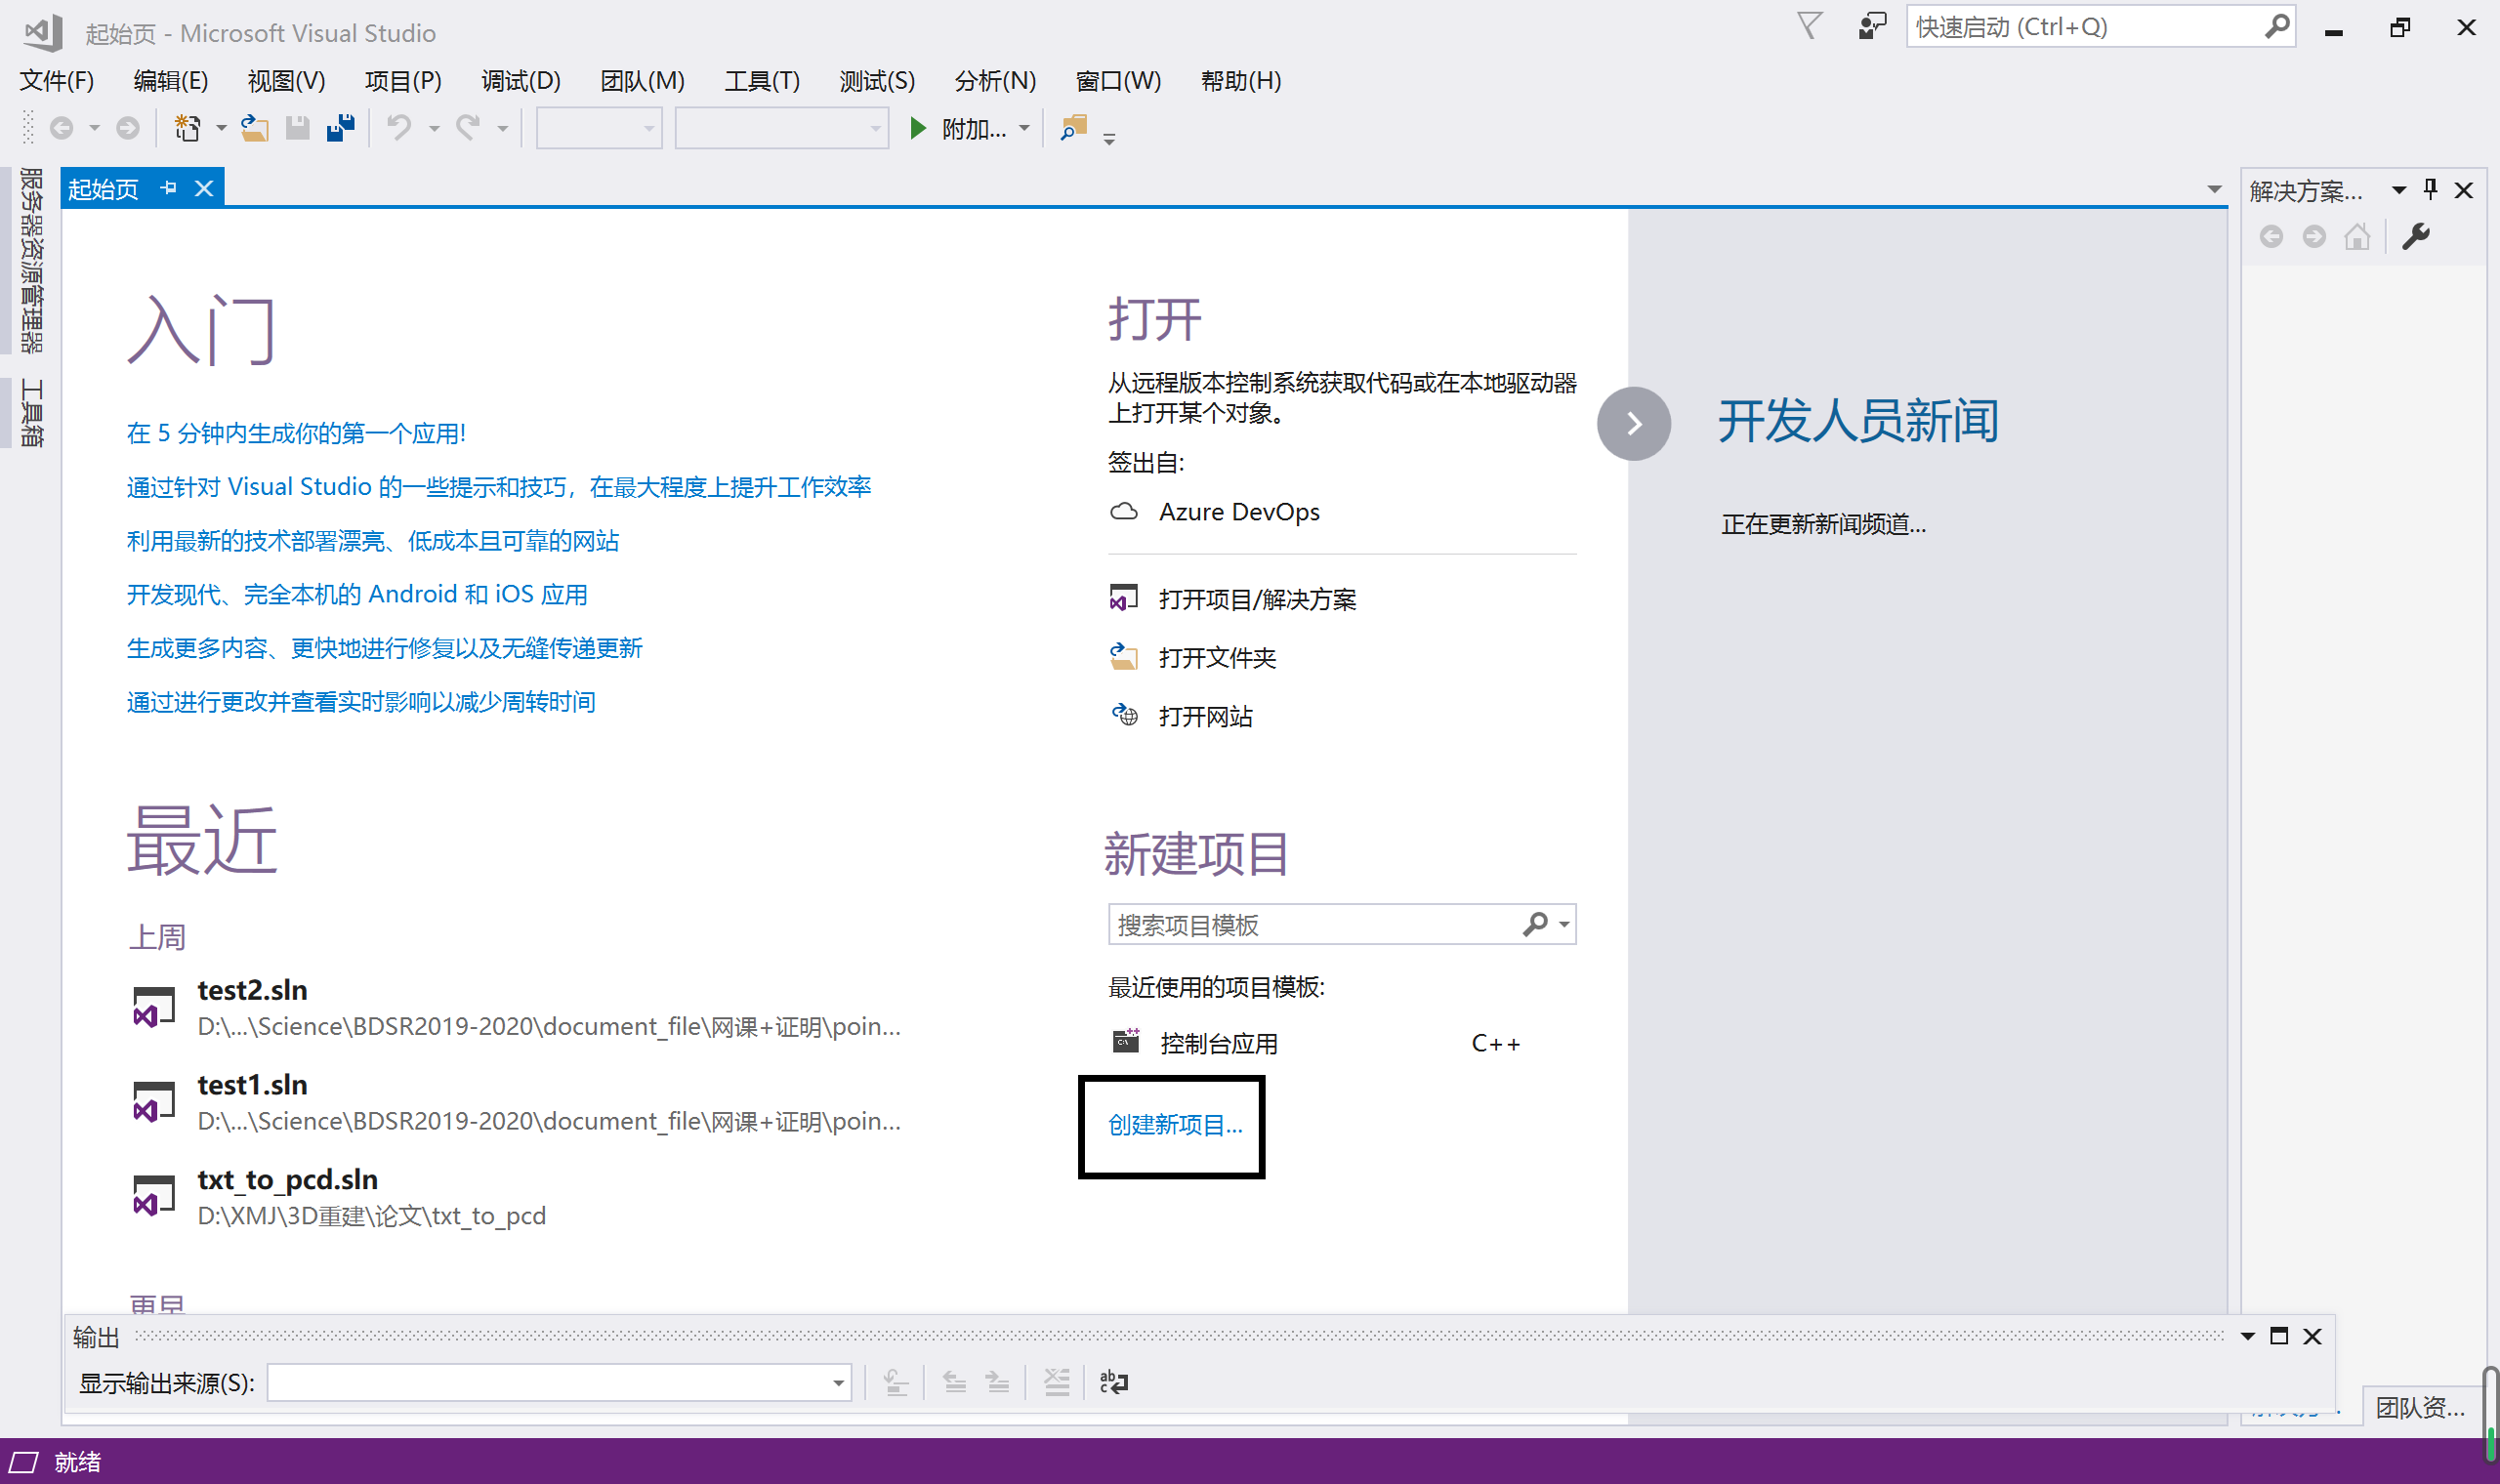 起始页 - Microsoft Visual Studio
快速启动 (Ctrl+Q)
文件(F) 编辑(E) 视图(V) 项目(P) 调试(D) 团队(M) 工具(T) 测试(S) 分析(N) 窗口(W) 帮助(H)
附加...
服务器资源管理器
工具箱
起始页
入门
在 5 分钟内生成你的第一个应用!
通过针对 Visual Studio 的一些提示和技巧，在最大程度上提升工作效率
利用最新的技术部署漂亮、低成本且可靠的网站
开发现代、完全本机的 Android 和 iOS 应用
生成更多内容、更快地进行修复以及无缝传递更新
通过进行更改并查看实时影响以减少周转时间
最近
上周
test2.sln
D:\...\Science\BDSR2019-2020\document_file\网课+证明\poin...
test1.sln
D:\...\Science\BDSR2019-2020\document_file\网课+证明\poin...
txt_to_pcd.sln
D:\XMJ\3D重建\论文\txt_to_pcd
更早
打开
从远程版本控制系统获取代码或在本地驱动器
上打开某个对象。
签出自:
Azure DevOps
打开项目/解决方案
打开文件夹
打开网站
新建项目
搜索项目模板
最近使用的项目模板:
控制台应用 C++
创建新项目...
开发人员新闻
正在更新新闻频道...
解决方案...
输出
显示输出来源(S):
团队资...
就绪